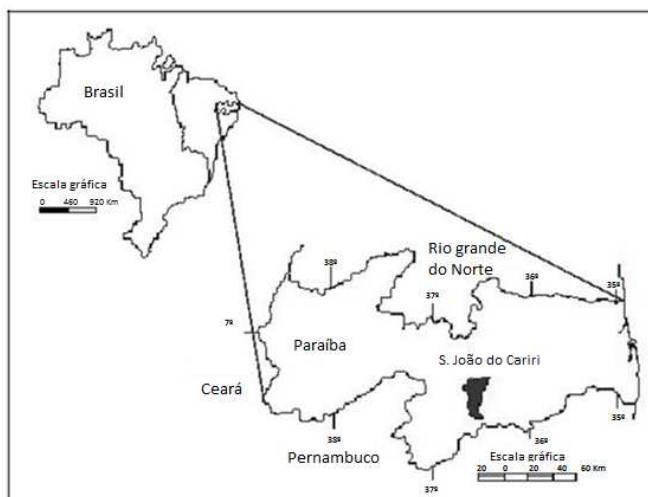 Brasil
Escala gráfica
0 460 920 Km
Rio grande
do Norte
38º
36º
35º
37º
7º
Paraíba
S. João do Cariri
Ceará
35º
38º
36º
Pernambuco
Escala gráfica
20 0 20 40 60 Km
37º